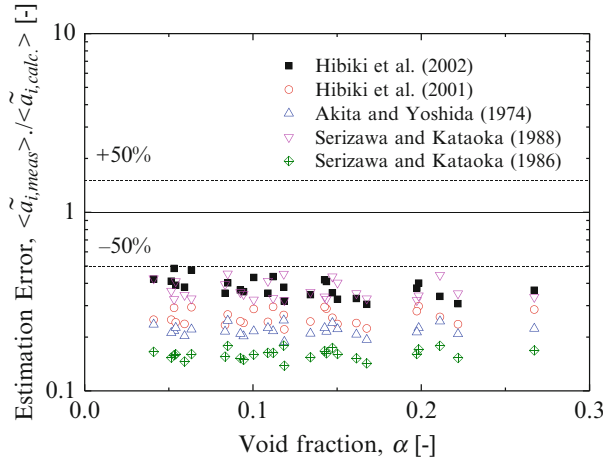 Estimation Error, <ãi,meas>./<ãi,calc.> [-]
10
1
0.1
Hibiki et al. (2002)
Hibiki et al. (2001)
Akita and Yoshida (1974)
Serizawa and Kataoka (1988)
Serizawa and Kataoka (1986)
+50%
–50%
0.0 0.1 0.2 0.3
Void fraction, α [-]